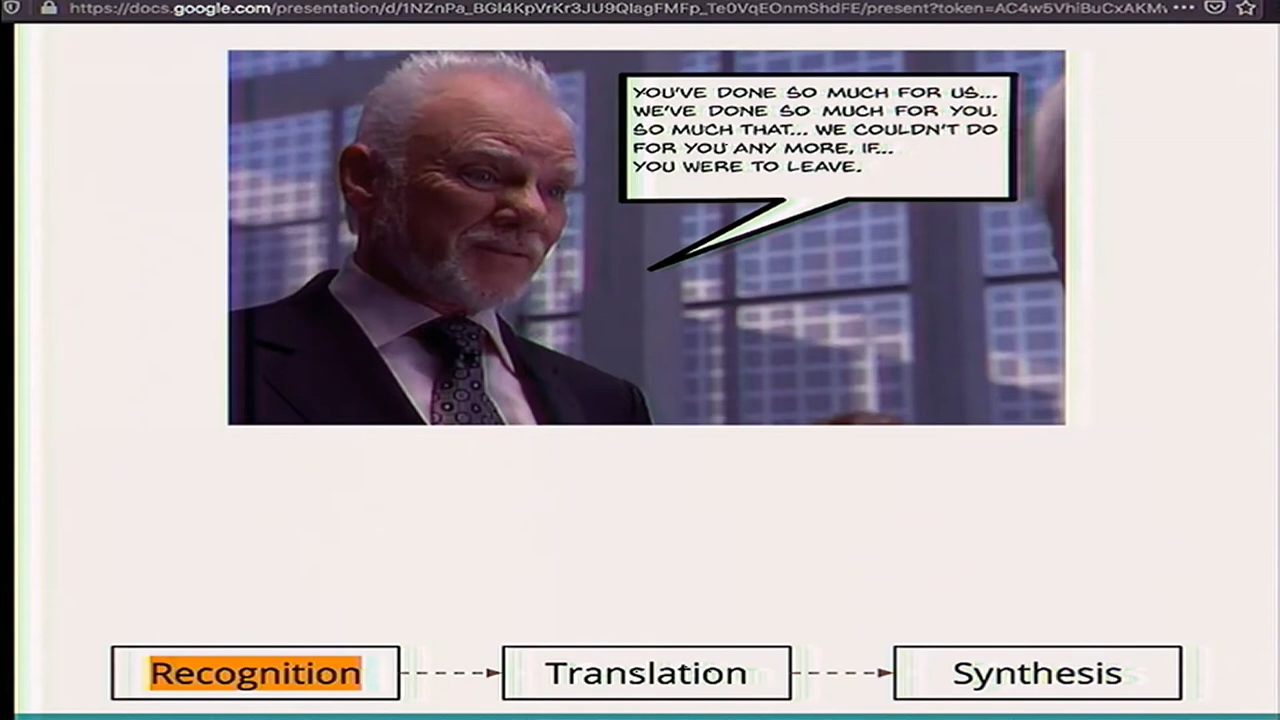 https://docs.google.com/presentation/d/1NZnPa_BGl4KpVrKr3JU9QlagFMFp_Te0VqEOnmShdFE/present?token=AC4w5VhiBuCxAKM
YOU'VE DONE SO MUCH FOR US...
WE'VE DONE SO MUCH FOR YOU.
SO MUCH THAT... WE COULDN'T DO
FOR YOU ANY MORE, IF...
YOU WERE TO LEAVE.
Recognition
Translation
Synthesis